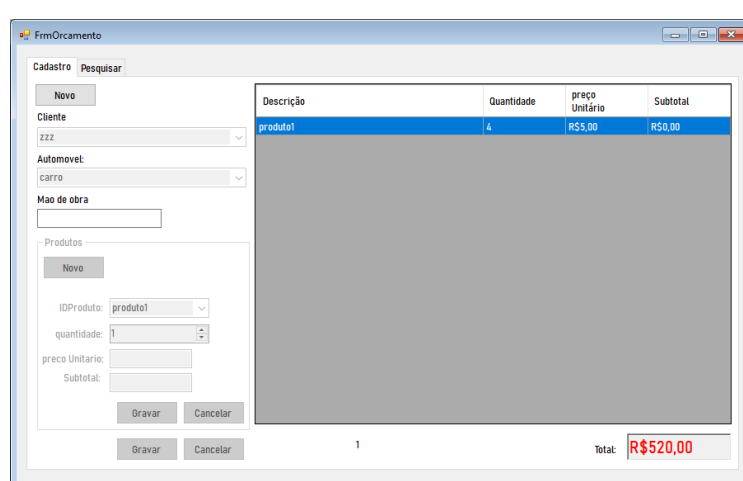 FrmOrcamento
Cadastro Pesquisar
Novo
Cliente
zzz
Automovel:
carro
Mao de obra
Produtos
Novo
IDProduto: produto1
quantidade: 1
preco Unitario:
Subtotal:
Gravar Cancelar
Gravar Cancelar
Descrição Quantidade preço Unitário Subtotal
produto1 4 R$5,00 R$0,00
1
Total: R$520,00